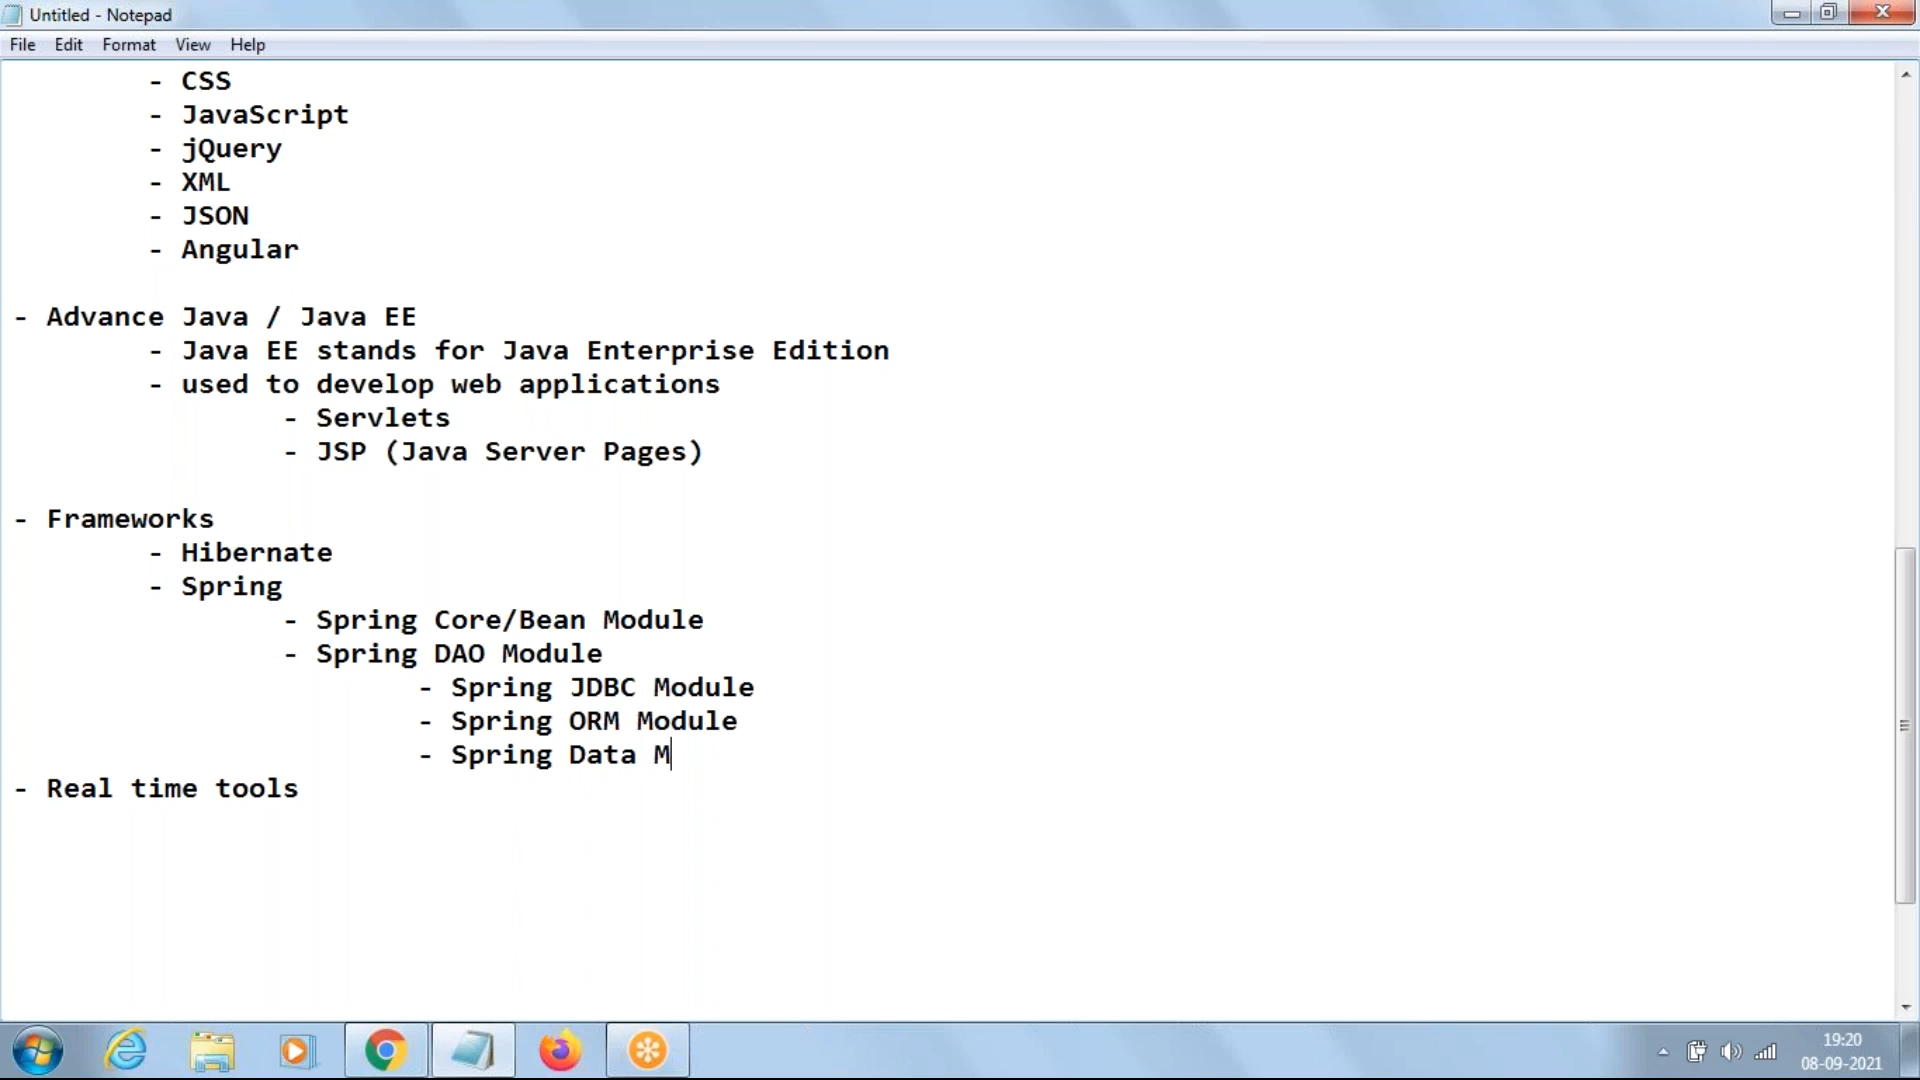 Untitled - Notepad
File Edit Format View Help
- CSS
- JavaScript
- jQuery
- XML
- JSON
- Angular
- Advance Java / Java EE
- Java EE stands for Java Enterprise Edition
- used to develop web applications
- Servlets
- JSP (Java Server Pages)
- Frameworks
- Hibernate
- Spring
- Spring Core/Bean Module
- Spring DAO Module
- Spring JDBC Module
- Spring ORM Module
- Spring Data M
- Real time tools
19:20
08-09-2021